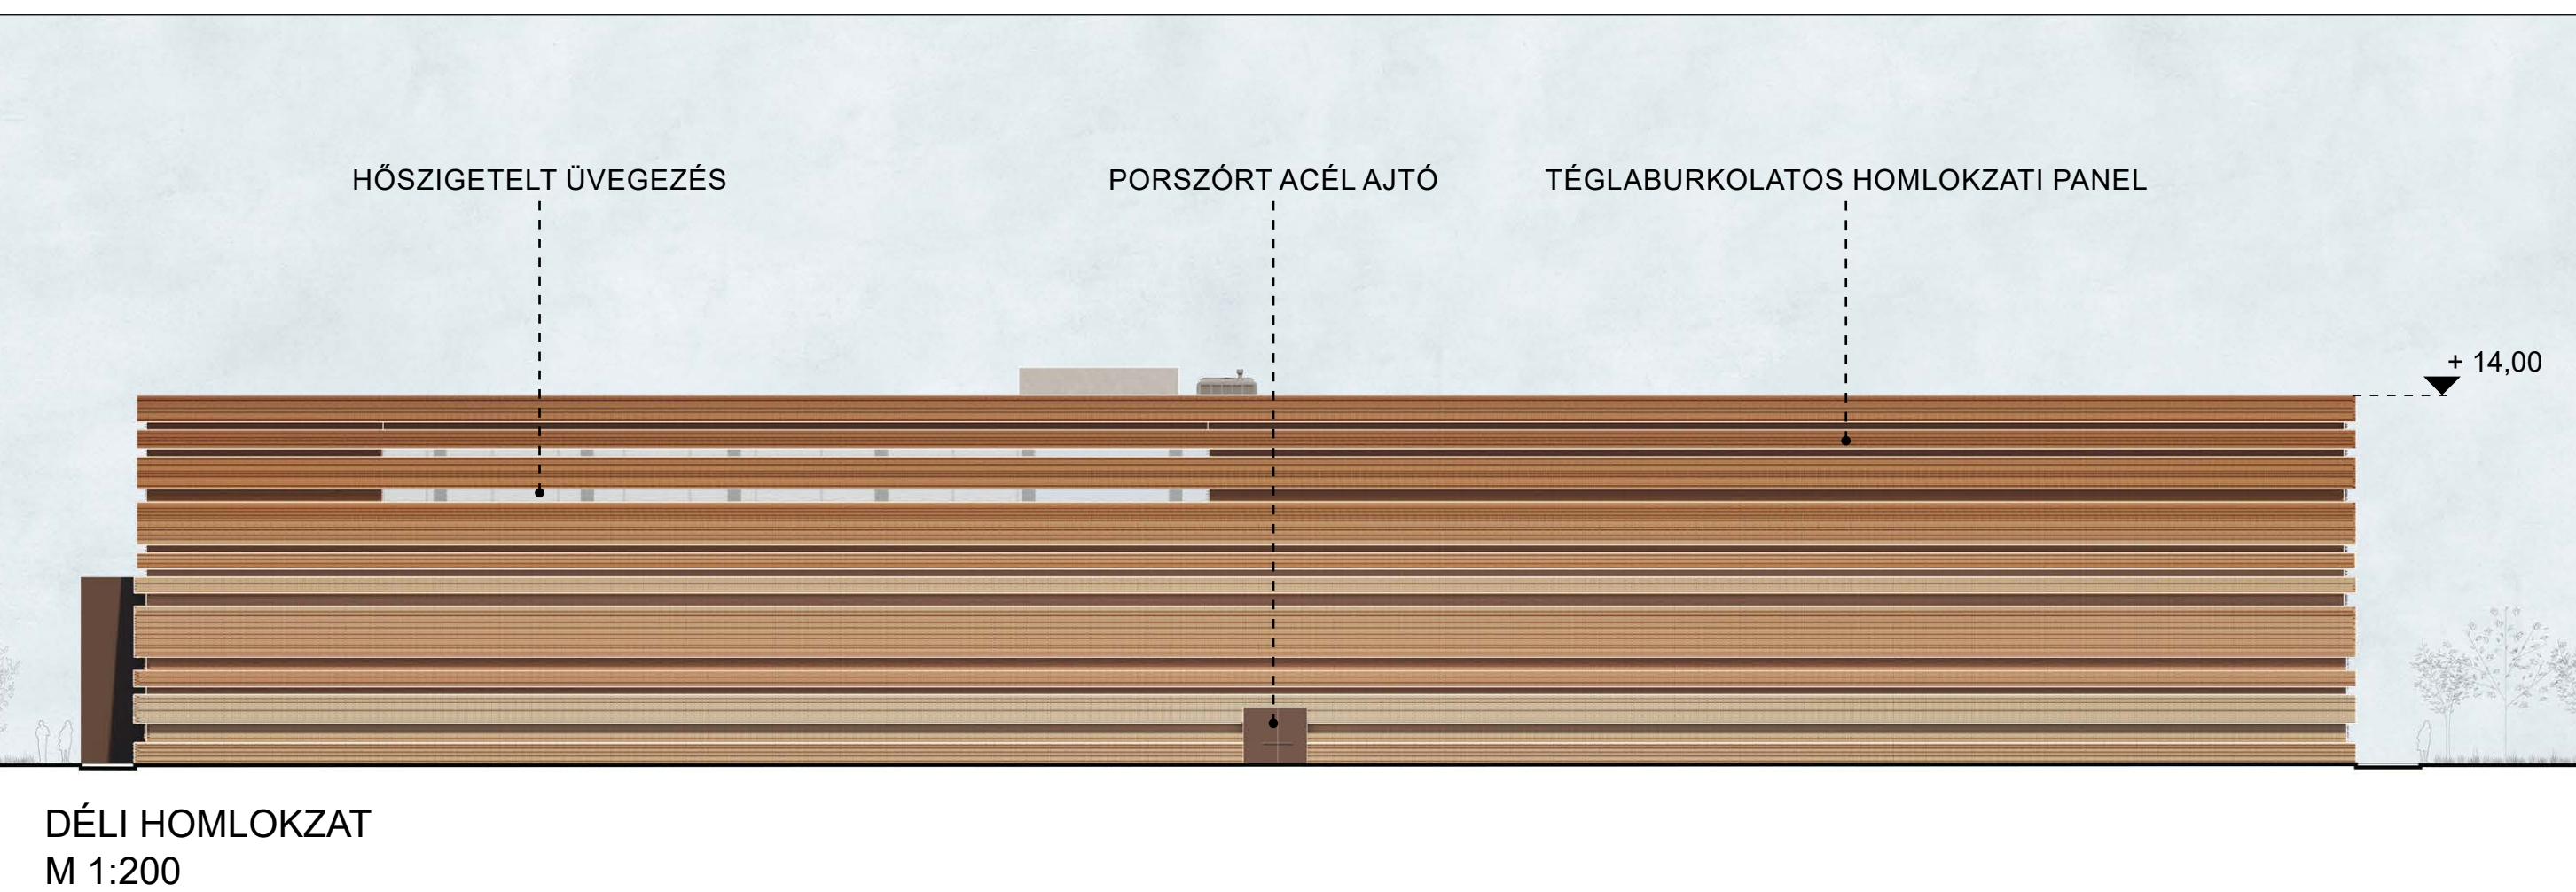 HŐSZIGETELT ÜVEGEZÉS
PORSZÓRT ACÉL AJTÓ
TÉGLABURKOLATOS HOMLOKZATI PANEL
+ 14,00
DÉLI HOMLOKZAT
M 1:200